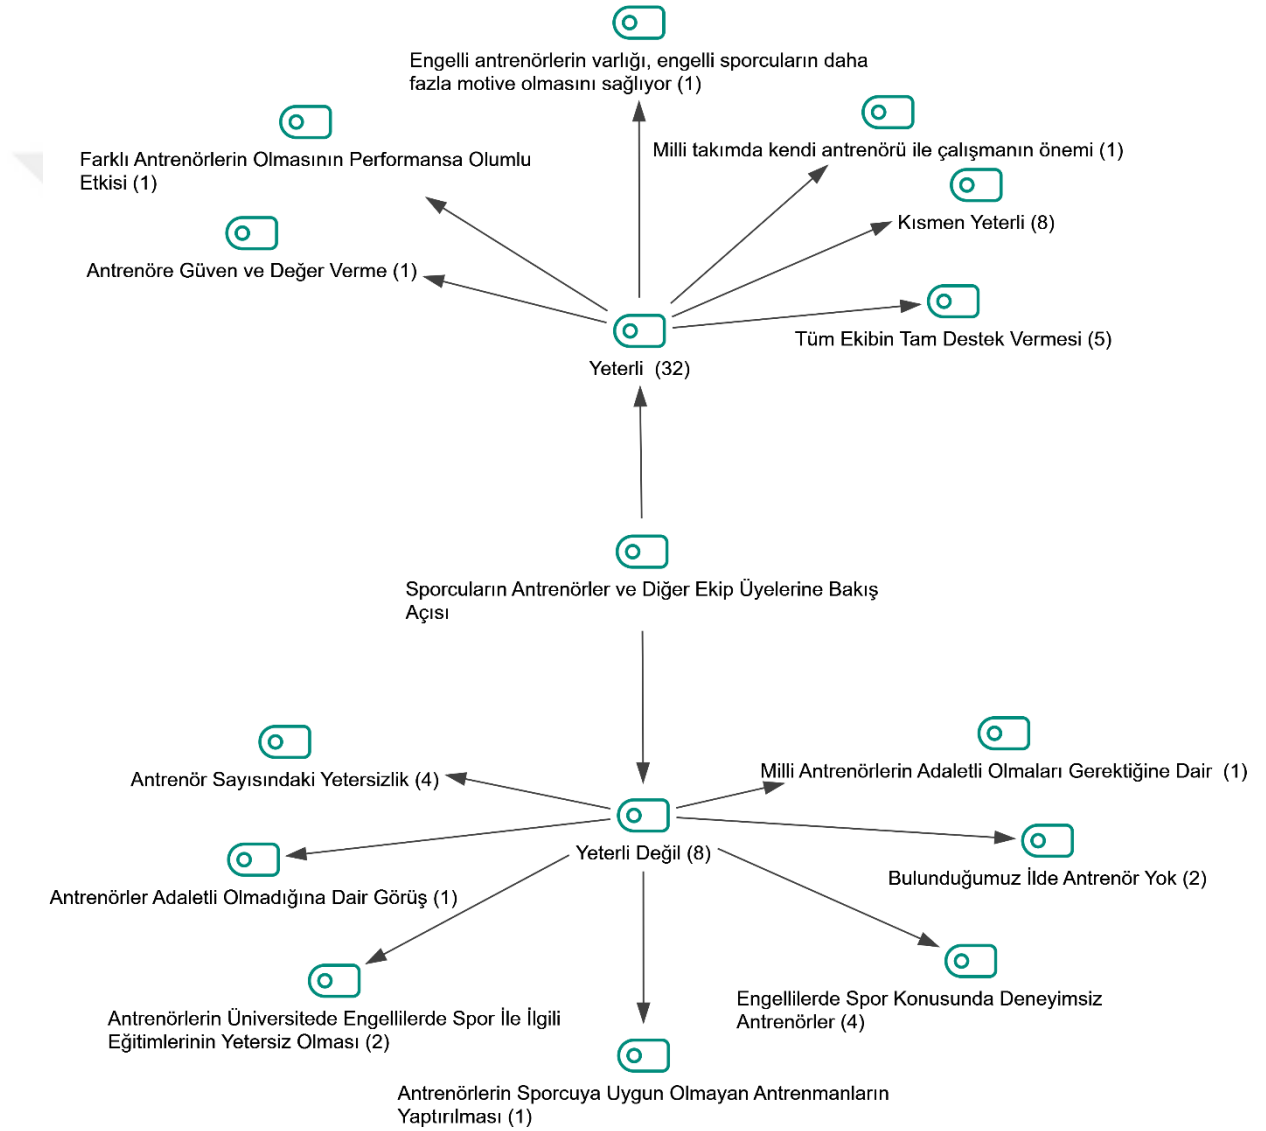 Engelli antrenörlerin varlığı, engelli sporcuların daha
fazla motive olmasını sağlıyor (1)
Farklı Antrenörlerin Olmasının Performansa Olumlu
Etkisi (1)
Milli takımda kendi antrenörü ile çalışmanın önemi (1)
Kısmen Yeterli (8)
Antrenöre Güven ve Değer Verme (1)
Tüm Ekibin Tam Destek Vermesi (5)
Yeterli  (32)
Sporcuların Antrenörler ve Diğer Ekip Üyelerine Bakış
Açısı
Antrenör Sayısındaki Yetersizlik (4)
Milli Antrenörlerin Adaletli Olmaları Gerektiğine Dair  (1)
Yeterli Değil (8)
Antrenörler Adaletli Olmadığına Dair Görüş (1)
Bulunduğumuz İlde Antrenör Yok (2)
Antrenörlerin Üniversitede Engellilerde Spor İle İlgili
Eğitimlerinin Yetersiz Olması (2)
Engellilerde Spor Konusunda Deneyimsiz
Antrenörler (4)
Antrenörlerin Sporcuya Uygun Olmayan Antrenmanların
Yaptırılması (1)